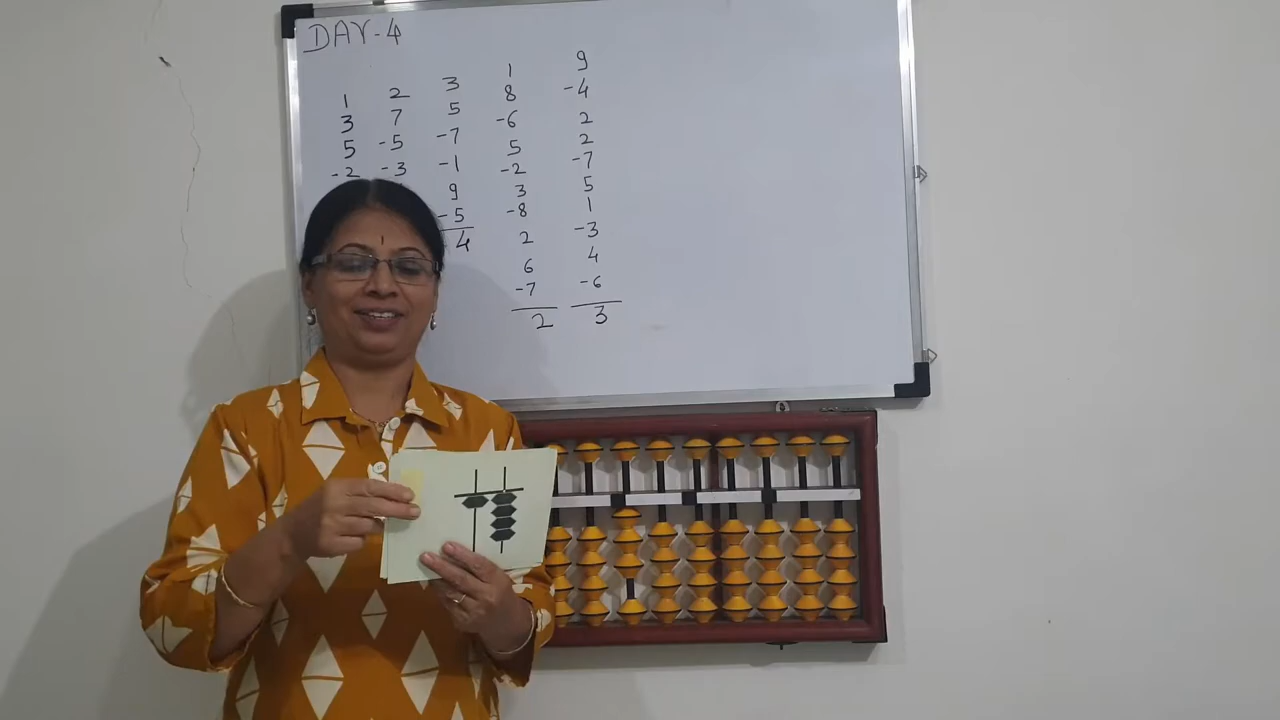 DAY-4
1 2 3 1 9
3 7 5 8 -4
5 -5 -7 -6 2
-2 -3 -1 5 2
9 -2 -7
-5 3 5
4 -8 1
2 -3
6 4
-7 -6
2 3